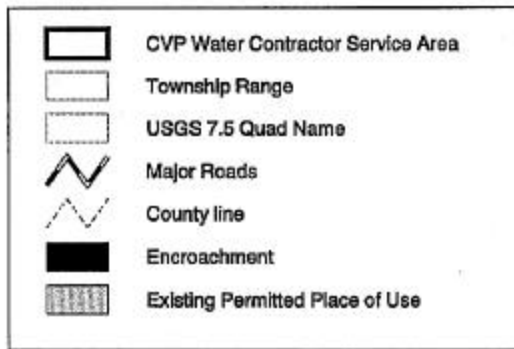 CVP Water Contractor Service Area
Township Range
USGS 7.5 Quad Name
Major Roads
County line
Encroachment
Existing Permitted Place of Use